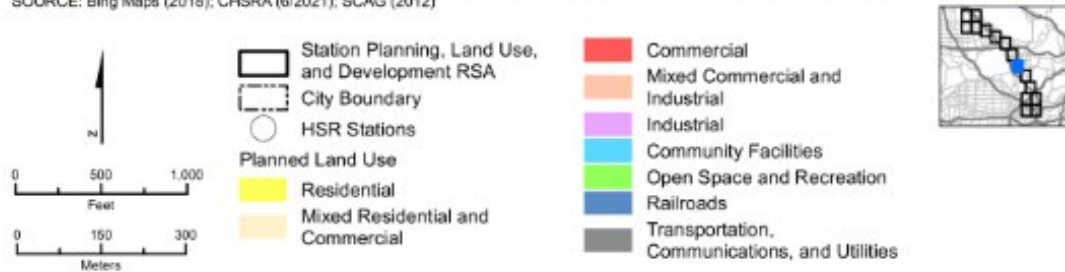 SOURCE: Bing Maps (2018); CHSRA (6/2021); SCAG (2012)
N
0 500 1,000
Feet
0 150 300
Meters
Station Planning, Land Use,
and Development RSA
City Boundary
HSR Stations
Planned Land Use
Residential
Mixed Residential and
Commercial
Commercial
Mixed Commercial and
Industrial
Industrial
Community Facilities
Open Space and Recreation
Railroads
Transportation,
Communications, and Utilities